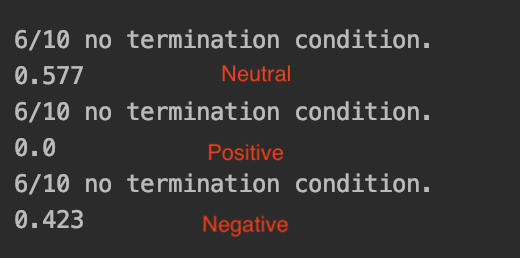 6/10 no termination condition.
0.577 Neutral
6/10 no termination condition.
0.0 Positive
6/10 no termination condition.
0.423 Negative